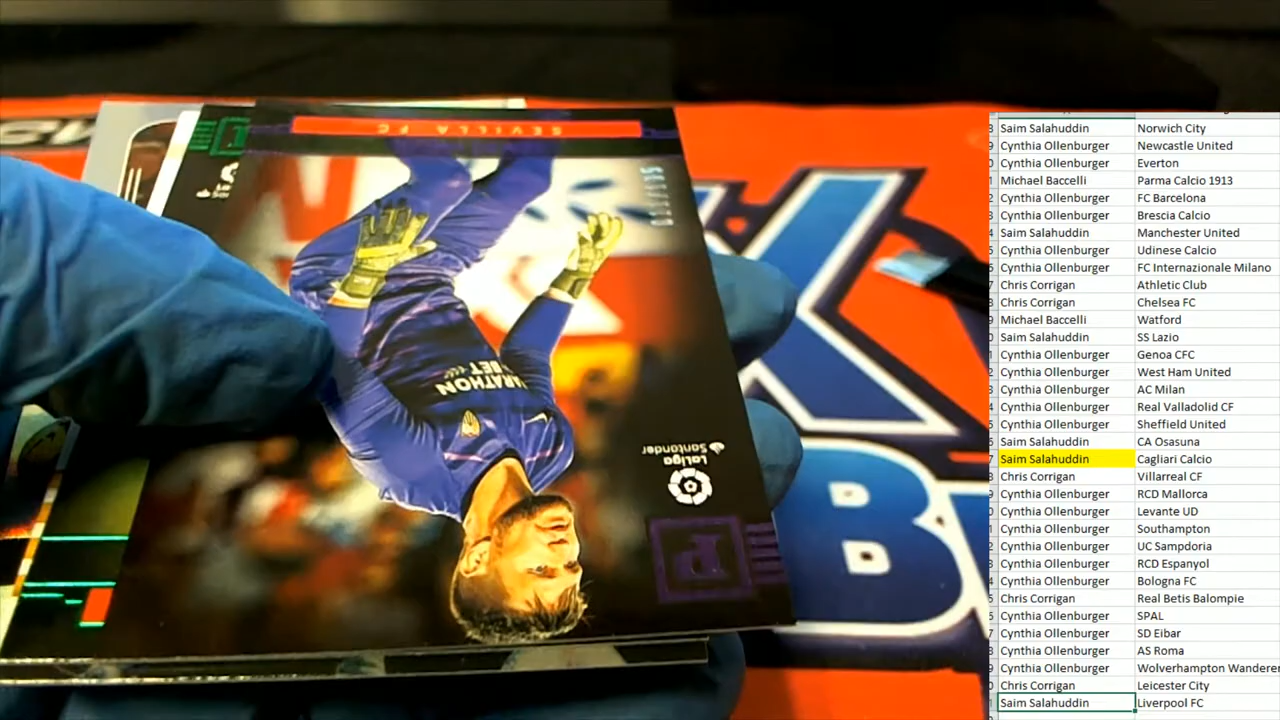 SEVILLA FC
MARATHON
BET
LaLiga
Santander
K
B
Saim Salahuddin Norwich City
Cynthia Ollenburger Newcastle United
Cynthia Ollenburger Everton
Michael Baccelli Parma Calcio 1913
Cynthia Ollenburger FC Barcelona
Cynthia Ollenburger Brescia Calcio
Saim Salahuddin Manchester United
Cynthia Ollenburger Udinese Calcio
Cynthia Ollenburger FC Internazionale Milano
Chris Corrigan Athletic Club
Chris Corrigan Chelsea FC
Michael Baccelli Watford
Saim Salahuddin SS Lazio
Cynthia Ollenburger Genoa CFC
Cynthia Ollenburger West Ham United
Cynthia Ollenburger AC Milan
Cynthia Ollenburger Real Valladolid CF
Cynthia Ollenburger Sheffield United
Saim Salahuddin CA Osasuna
Saim Salahuddin Cagliari Calcio
Chris Corrigan Villarreal CF
Cynthia Ollenburger RCD Mallorca
Cynthia Ollenburger Levante UD
Cynthia Ollenburger Southampton
Cynthia Ollenburger UC Sampdoria
Cynthia Ollenburger RCD Espanyol
Cynthia Ollenburger Bologna FC
Chris Corrigan Real Betis Balompie
Cynthia Ollenburger SPAL
Cynthia Ollenburger SD Eibar
Cynthia Ollenburger AS Roma
Cynthia Ollenburger Wolverhampton Wandere
Chris Corrigan Leicester City
Saim Salahuddin Liverpool FC